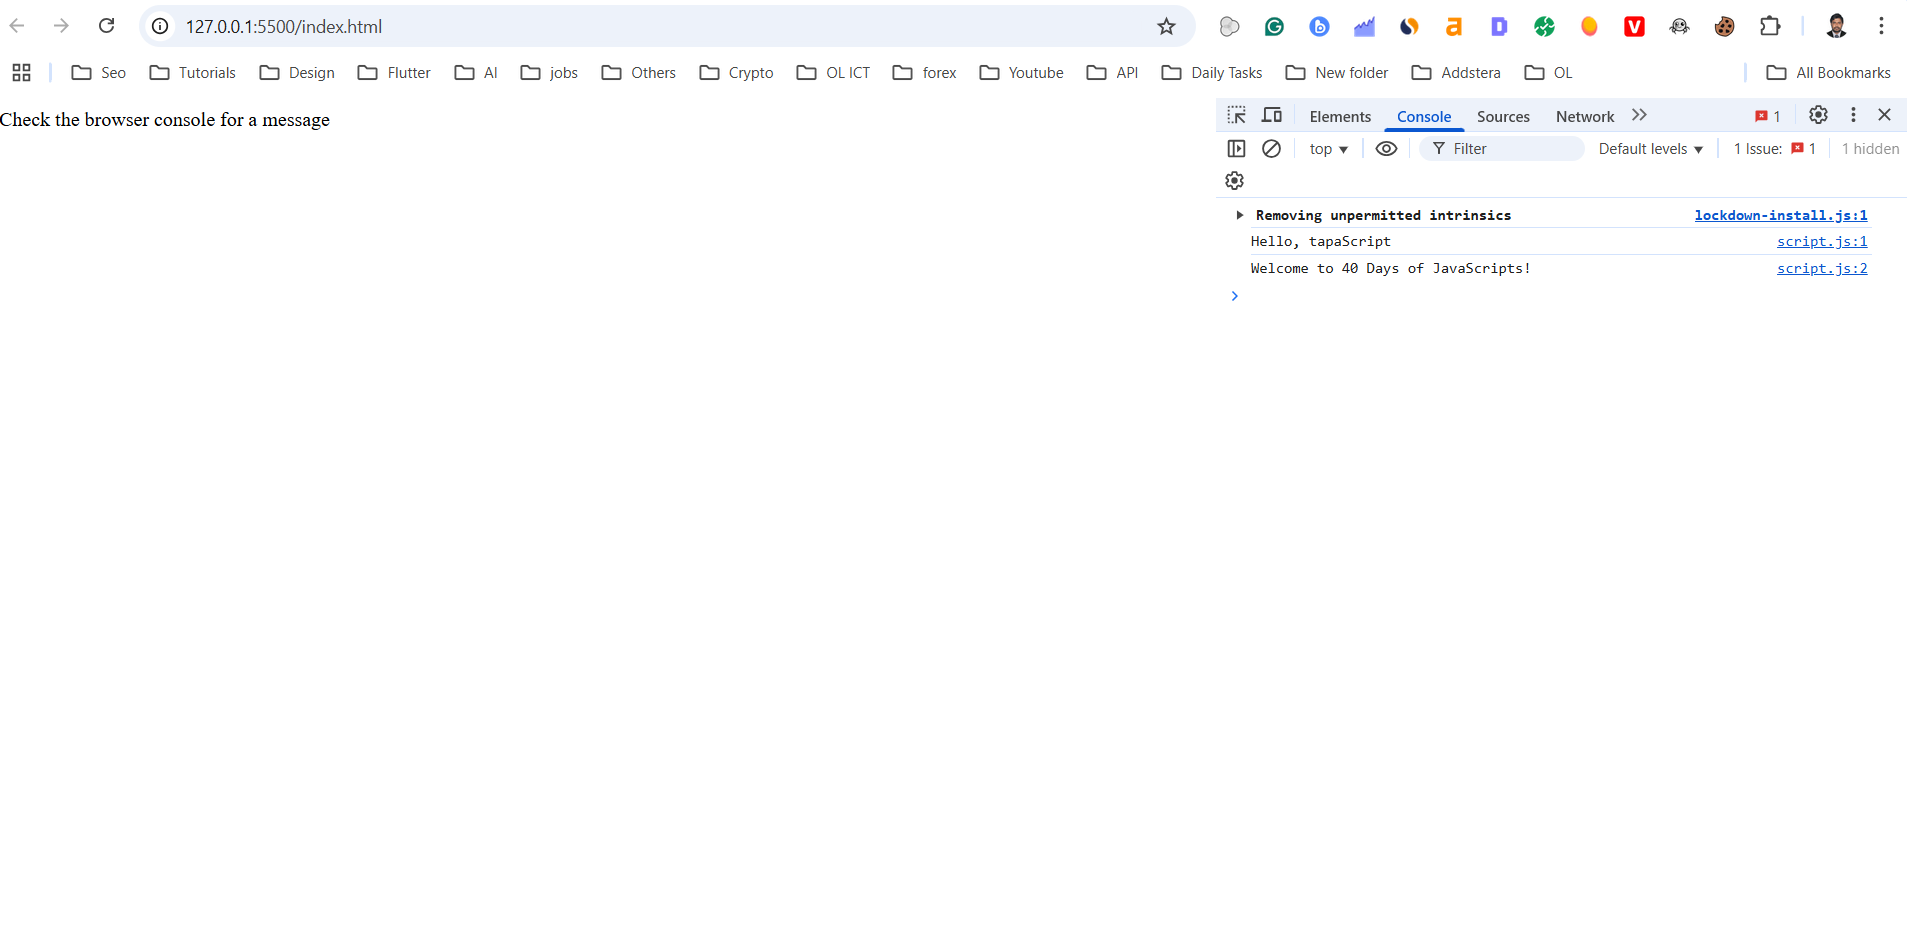 127.0.0.1:5500/index.html
Seo Tutorials Design Flutter AI jobs Others Crypto OL ICT forex Youtube API Daily Tasks New folder Addstera OL All Bookmarks
Check the browser console for a message
Elements Console Sources Network 1
top Filter Default levels 1 Issue: 1 1 hidden
Removing unpermitted intrinsics lockdown-install.js:1
Hello, tapaScript script.js:1
Welcome to 40 Days of JavaScripts! script.js:2